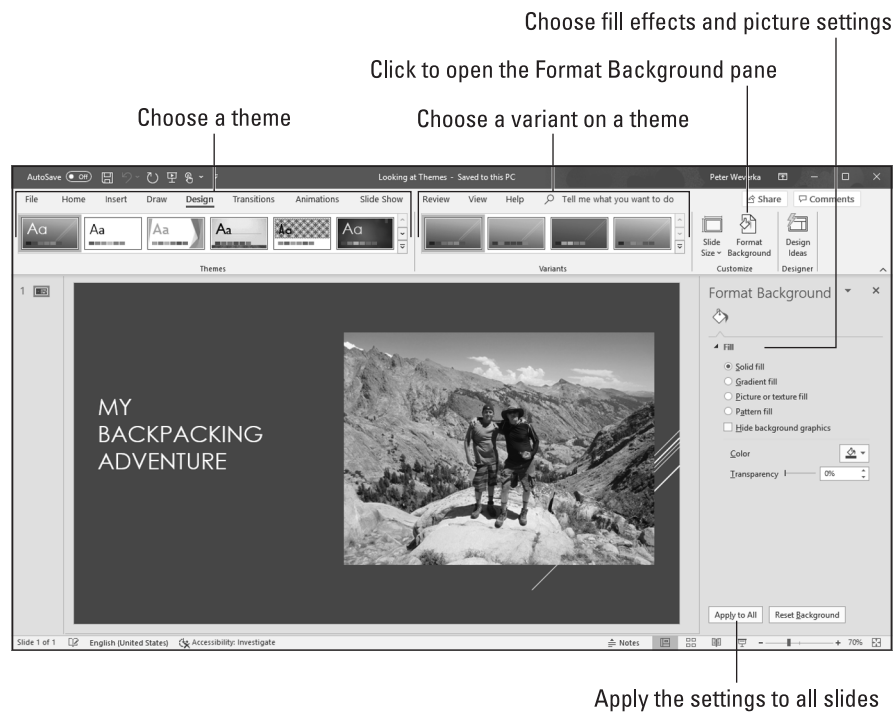 Choose fill effects and picture settings
Click to open the Format Background pane
Choose a theme
Choose a variant on a theme
AutoSave Off
Looking at Themes - Saved to this PC
Peter Weverka
File Home Insert Draw Design Transitions Animations Slide Show Review View Help Tell me what you want to do
Share Comments
Aa Aa Aa Aa Aa Aa
Slide Size Format Background Design Ideas
Themes Variants Customize Designer
1
Format Background
Fill
Solid fill
Gradient fill
Picture or texture fill
Pattern fill
Hide background graphics
Color
Transparency 0%
MY
BACKPACKING
ADVENTURE
Apply to All Reset Background
Slide 1 of 1 English (United States) Accessibility: Investigate Notes 70%
Apply the settings to all slides